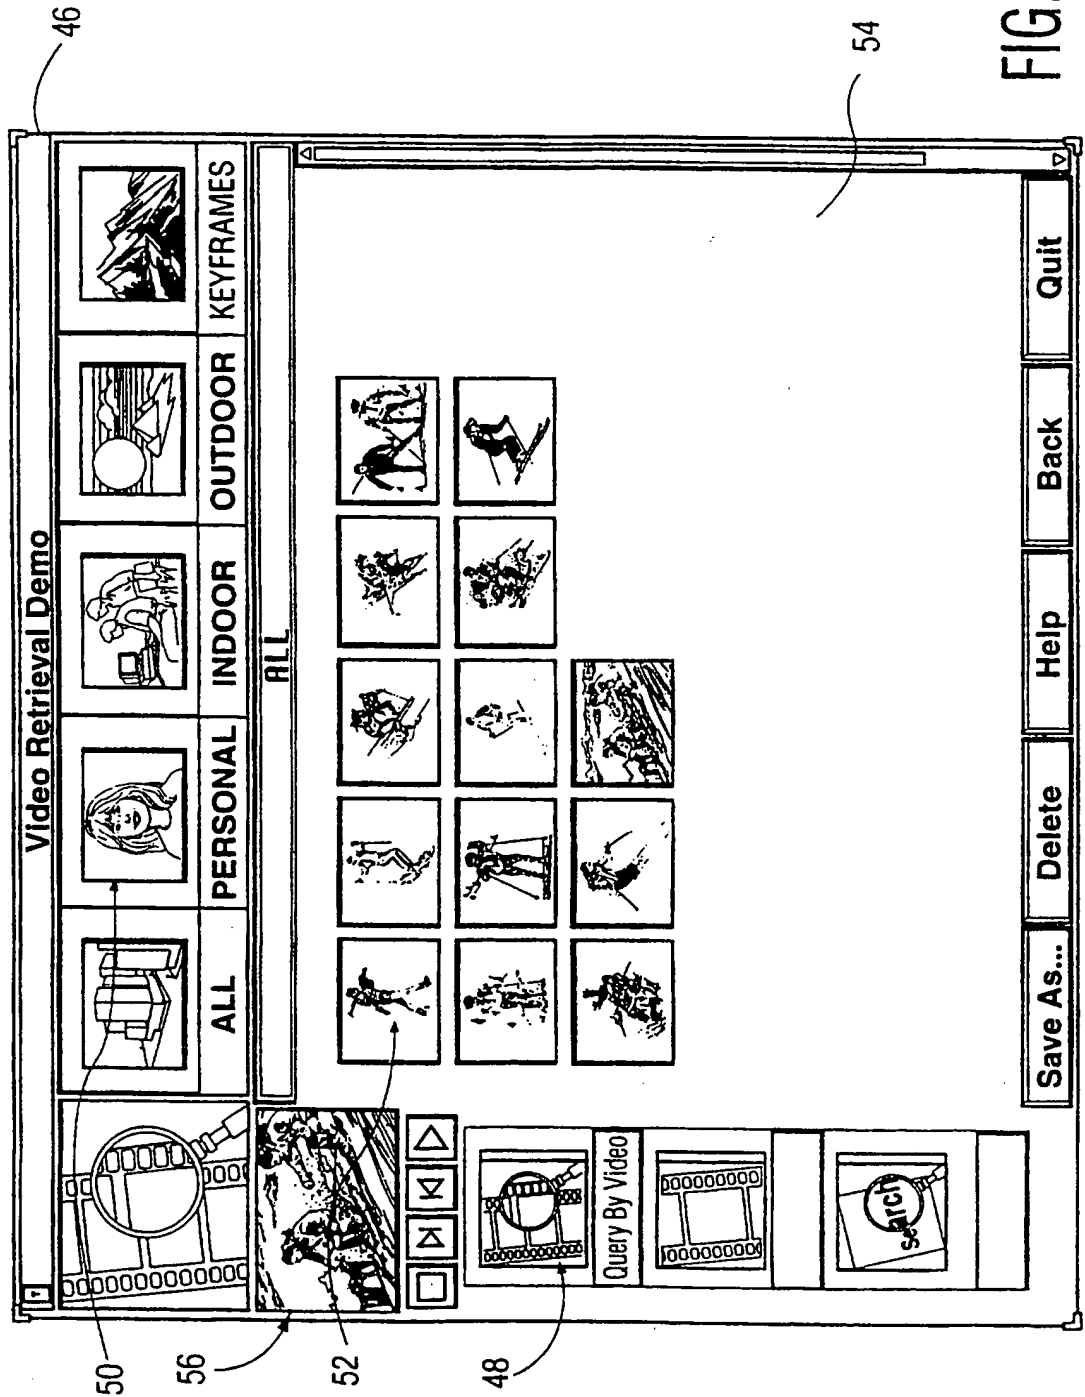 46
Video Retrieval Demo
ALL
PERSONAL
INDOOR
OUTDOOR
KEYFRAMES
ALL
50
56
52
48
54
Query By Video
search
Save As...
Delete
Help
Back
Quit
FIG.